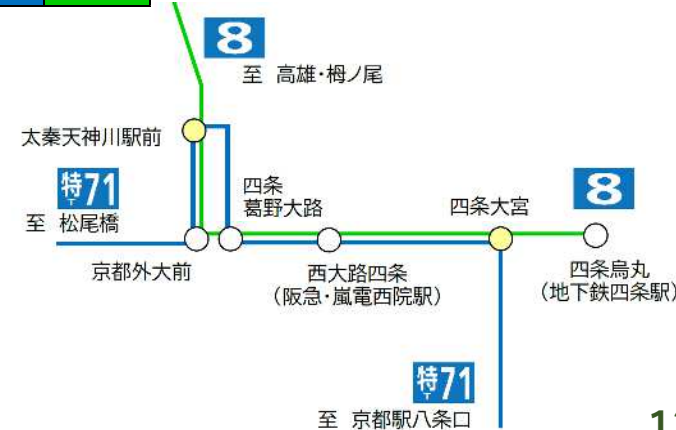 8
至 高雄・栂ノ尾
太秦天神川駅前
特71
至 松尾橋
四条
葛野大路
四条大宮
8
京都外大前
西大路四条
(阪急・嵐電西院駅)
四条烏丸
(地下鉄四条駅)
特71
至 京都駅八条口